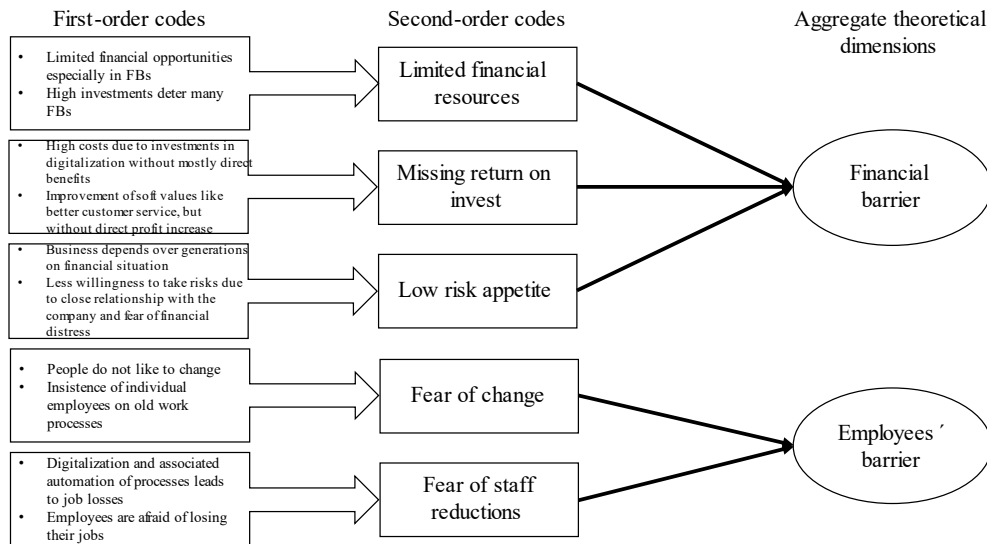 First-order codes
Second-order codes
Aggregate theoretical
dimensions
• Limited financial opportunities
especially in FBs
• High investments deter many
FBs
Limited financial
resources
• High costs due to investments in
digitalization without mostly direct
benefits
• Improvement of soft values like
better customer service, but
without direct profit increase
Missing return on
invest
Financial
barrier
• Business depends over generations
on financial situation
• Less willingness to take risks due
to close relationship with the
company and fear of financial
distress
Low risk appetite
• People do not like to change
• Insistence of individual
employees on old work
processes
Fear of change
Employees ´
barrier
• Digitalization and associated
automation of processes leads
to job losses
• Employees are afraid of losing
their jobs
Fear of staff
reductions